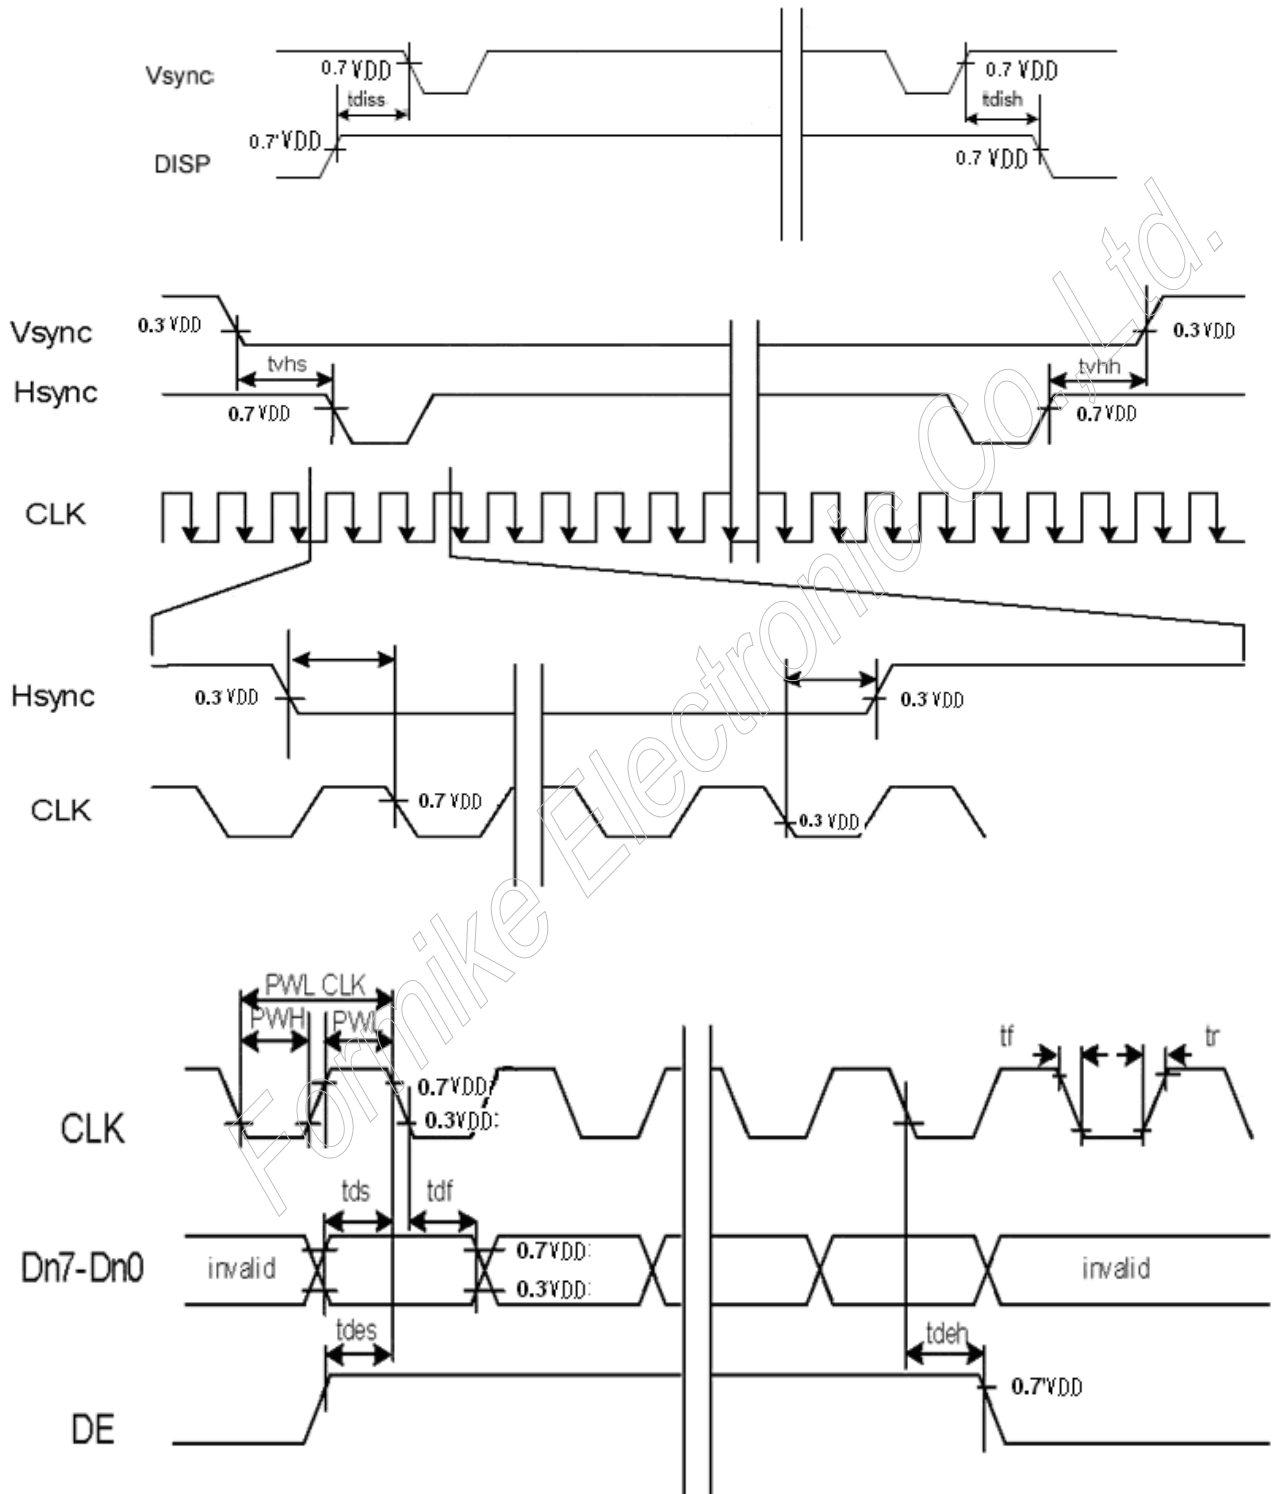 0.7 VDD
0.7 VDD
Vsync
tdiss
tdish
0.7'VDD
0.7 VDD
DISP
Vsync
0.3 VDD
0.3 VDD
tvhs
tvhh
Hsync
0.7 VDD
0.7 VDD
CLK
Hsync
0.3 VDD
0.3 VDD
CLK
0.7 VDD
0.3 VDD
PWL CLK
PWH
PWL
tf
tr
0.7VDD
CLK
0.3VDD:
tds
tdf
Dn7-Dn0
invalid
0.7VDD:
0.3VDD:
invalid
tdes
tdeh
0.7'VDD
DE
Formike Electronic Co., Ltd.